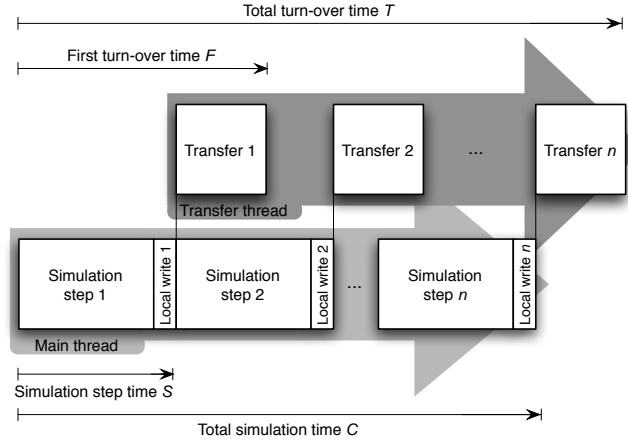 Total turn-over time T
First turn-over time F
Transfer 1
Transfer 2
...
Transfer n
Transfer thread
Simulation
step 1
Local write 1
Simulation
step 2
Local write 2
...
Simulation
step n
Local write n
Main thread
Simulation step time S
Total simulation time C